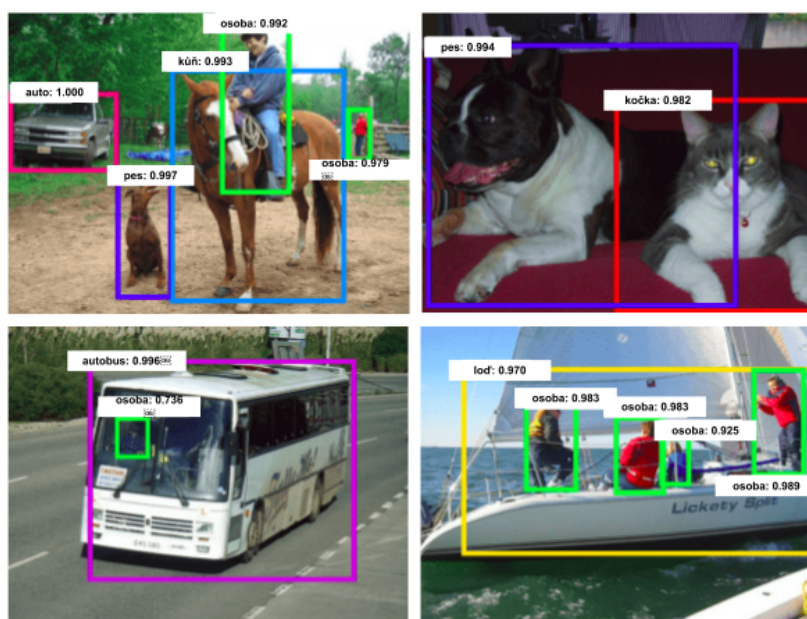 osoba: 0.992
kůň: 0.993
auto: 1.000
osoba: 0.979
pes: 0.997
pes: 0.994
kočka: 0.982
autobus: 0.996
osoba: 0.736
loď: 0.970
osoba: 0.983
osoba: 0.983
osoba: 0.925
osoba: 0.989
Lickety Split